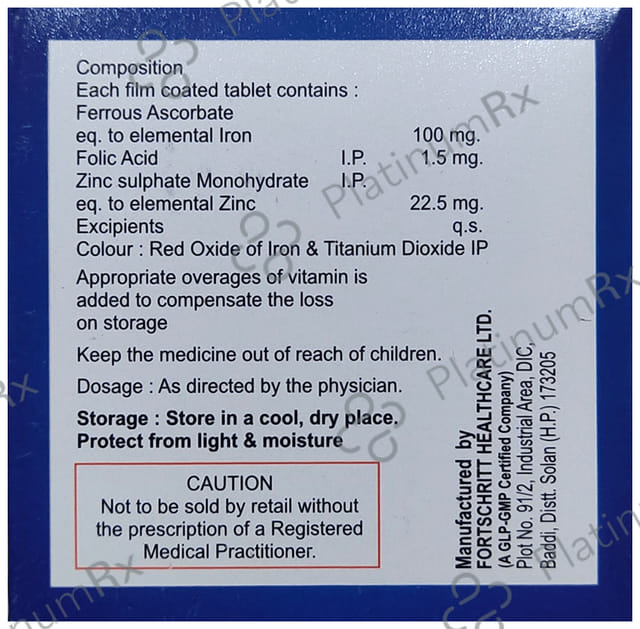 Composition
Each film coated tablet contains :
Ferrous Ascorbate
eq. to elemental Iron 100 mg.
Folic Acid I.P. 1.5 mg.
Zinc sulphate Monohydrate I.P.
eq. to elemental Zinc 22.5 mg.
Excipients q.s.
Colour : Red Oxide of Iron & Titanium Dioxide IP
Appropriate overages of vitamin is
added to compensate the loss
on storage
Keep the medicine out of reach of children.
Dosage : As directed by the physician.
Storage : Store in a cool, dry place.
Protect from light & moisture
CAUTION
Not to be sold by retail without
the prescription of a Registered
Medical Practitioner.
Manufactured by
FORTSCHRITT HEALTHCARE LTD.
(A GLP-GMP Certified Company)
Plot No. 91/2, Industrial Area, DIC,
Baddi, Distt. Solan (H.P.) 173205
PlatinumRx
PlatinumRx
PlatinumRx